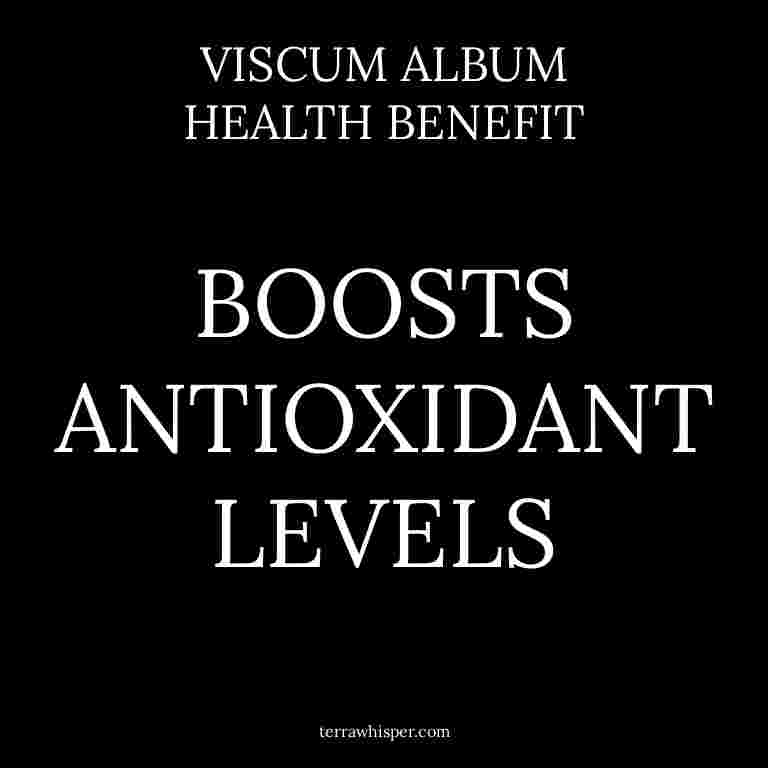 VISCUM ALBUM
HEALTH BENEFIT
BOOSTS
ANTIOXIDANT
LEVELS
terrawhisper.com